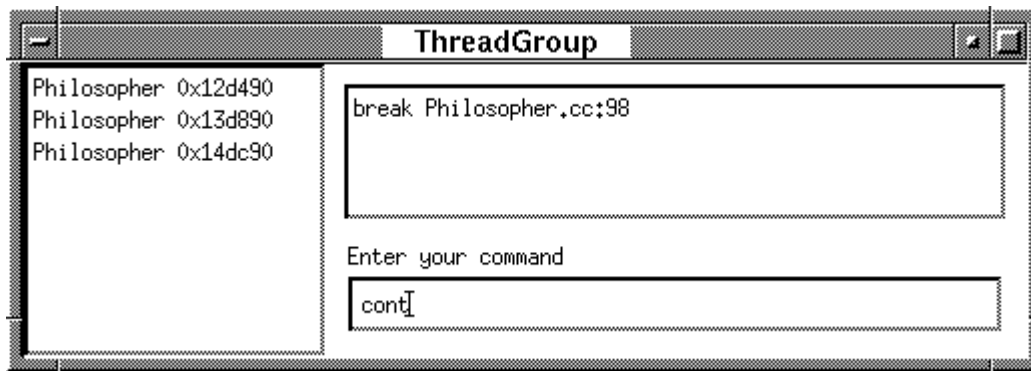 ThreadGroup
Philosopher 0x12d490
Philosopher 0x13d890
Philosopher 0x14dc90
break Philosopher.cc:98
Enter your command
cont